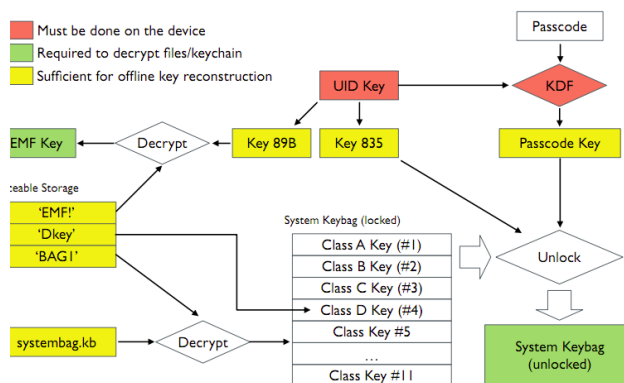 Must be done on the device
Required to decrypt files/keychain
Sufficient for offline key reconstruction
Passcode
UID Key
KDF
EMF Key
Decrypt
Key 89B
Key 835
Passcode Key
ceable Storage
'EMF!'
'Dkey'
'BAG1'
System Keybag (locked)
Class A Key (#1)
Class B Key (#2)
Class C Key (#3)
Class D Key (#4)
Class Key #5
...
Class Key #11
Unlock
systembag.kb
Decrypt
System Keybag
(unlocked)